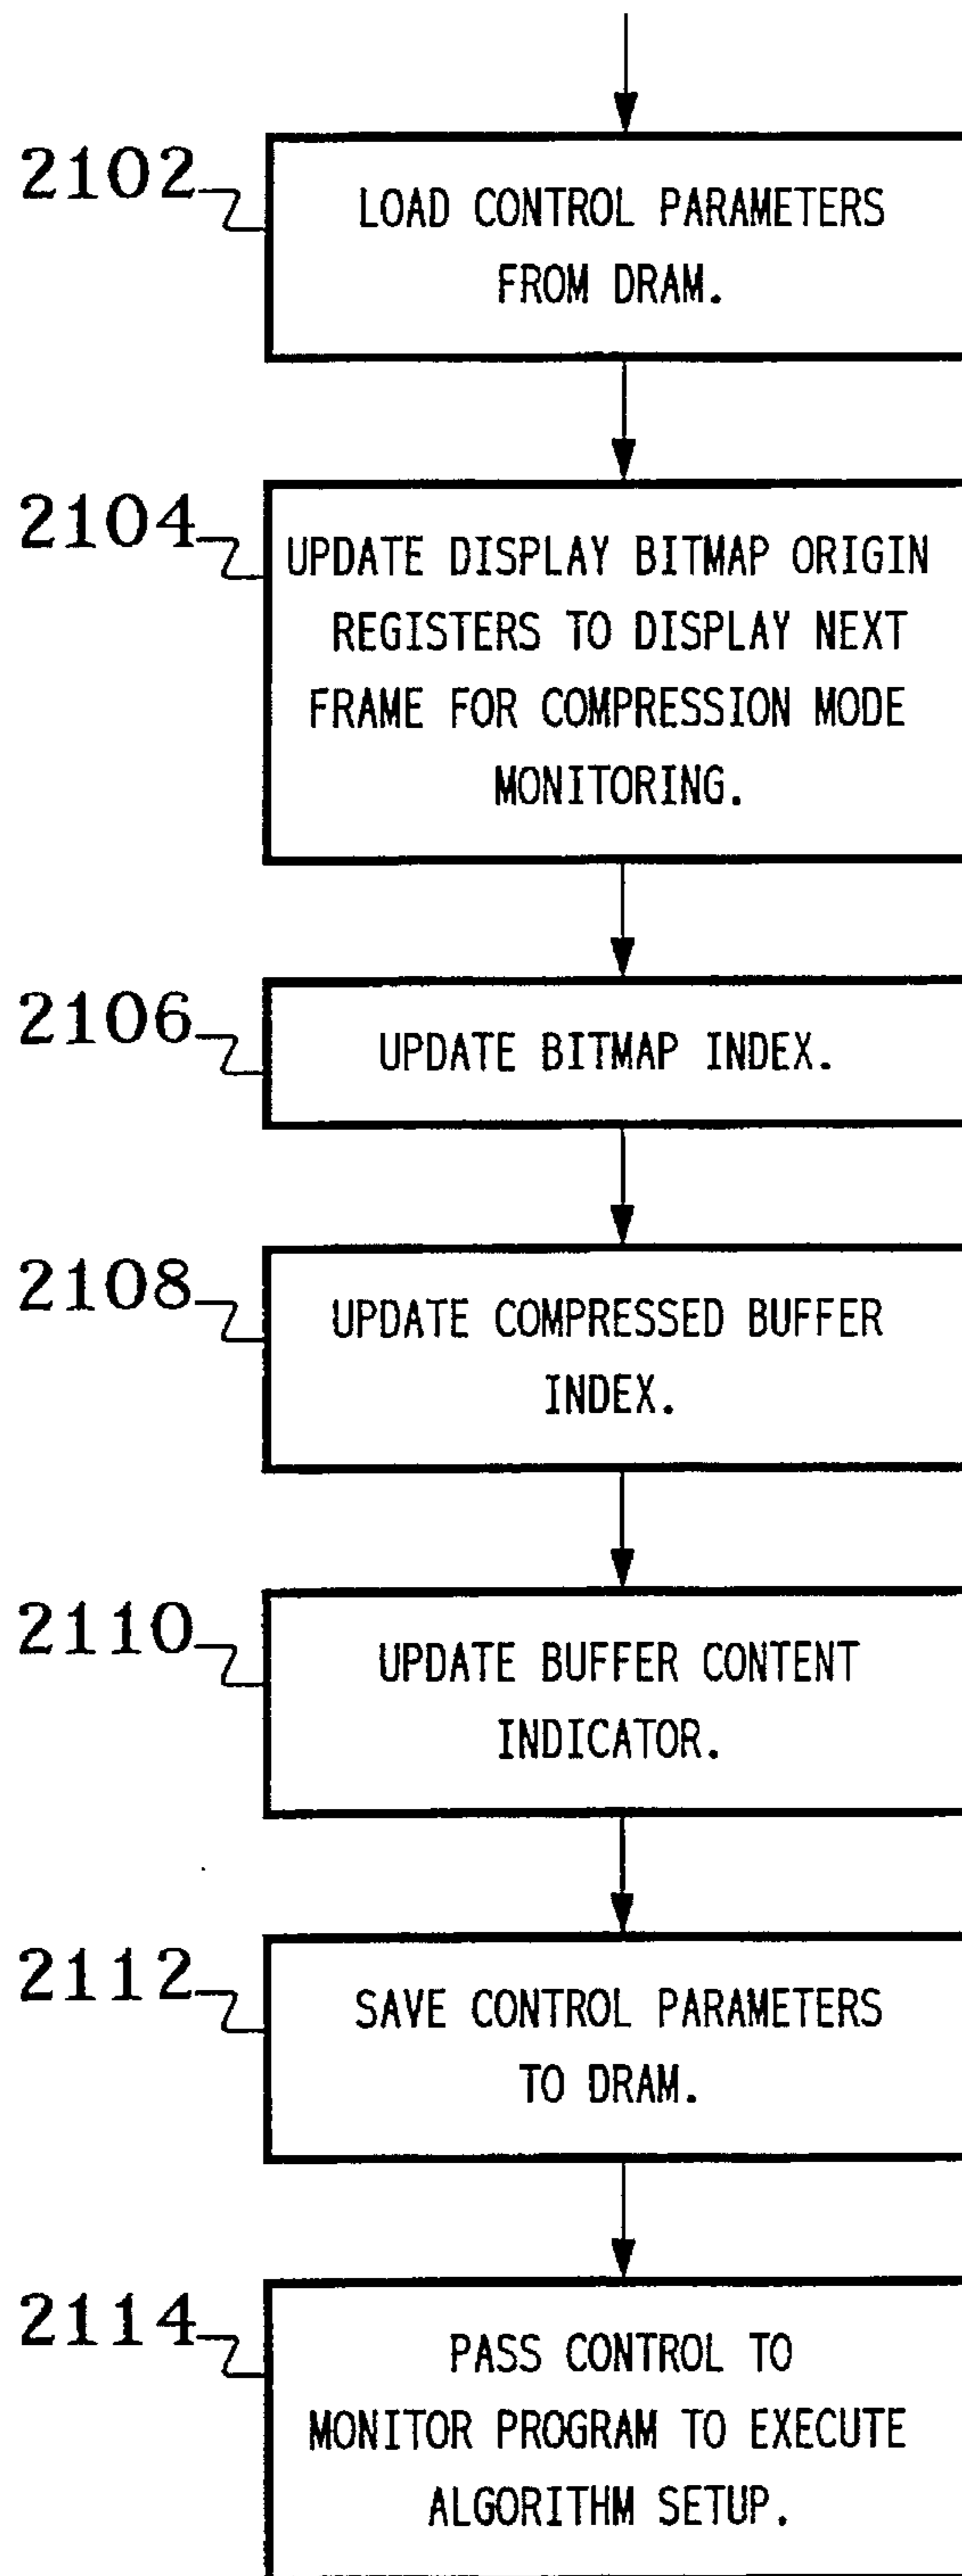 2102
LOAD CONTROL PARAMETERS
FROM DRAM.
2104
UPDATE DISPLAY BITMAP ORIGIN
REGISTERS TO DISPLAY NEXT
FRAME FOR COMPRESSION MODE
MONITORING.
2106
UPDATE BITMAP INDEX.
2108
UPDATE COMPRESSED BUFFER
INDEX.
2110
UPDATE BUFFER CONTENT
INDICATOR.
2112
SAVE CONTROL PARAMETERS
TO DRAM.
2114
PASS CONTROL TO
MONITOR PROGRAM TO EXECUTE
ALGORITHM SETUP.